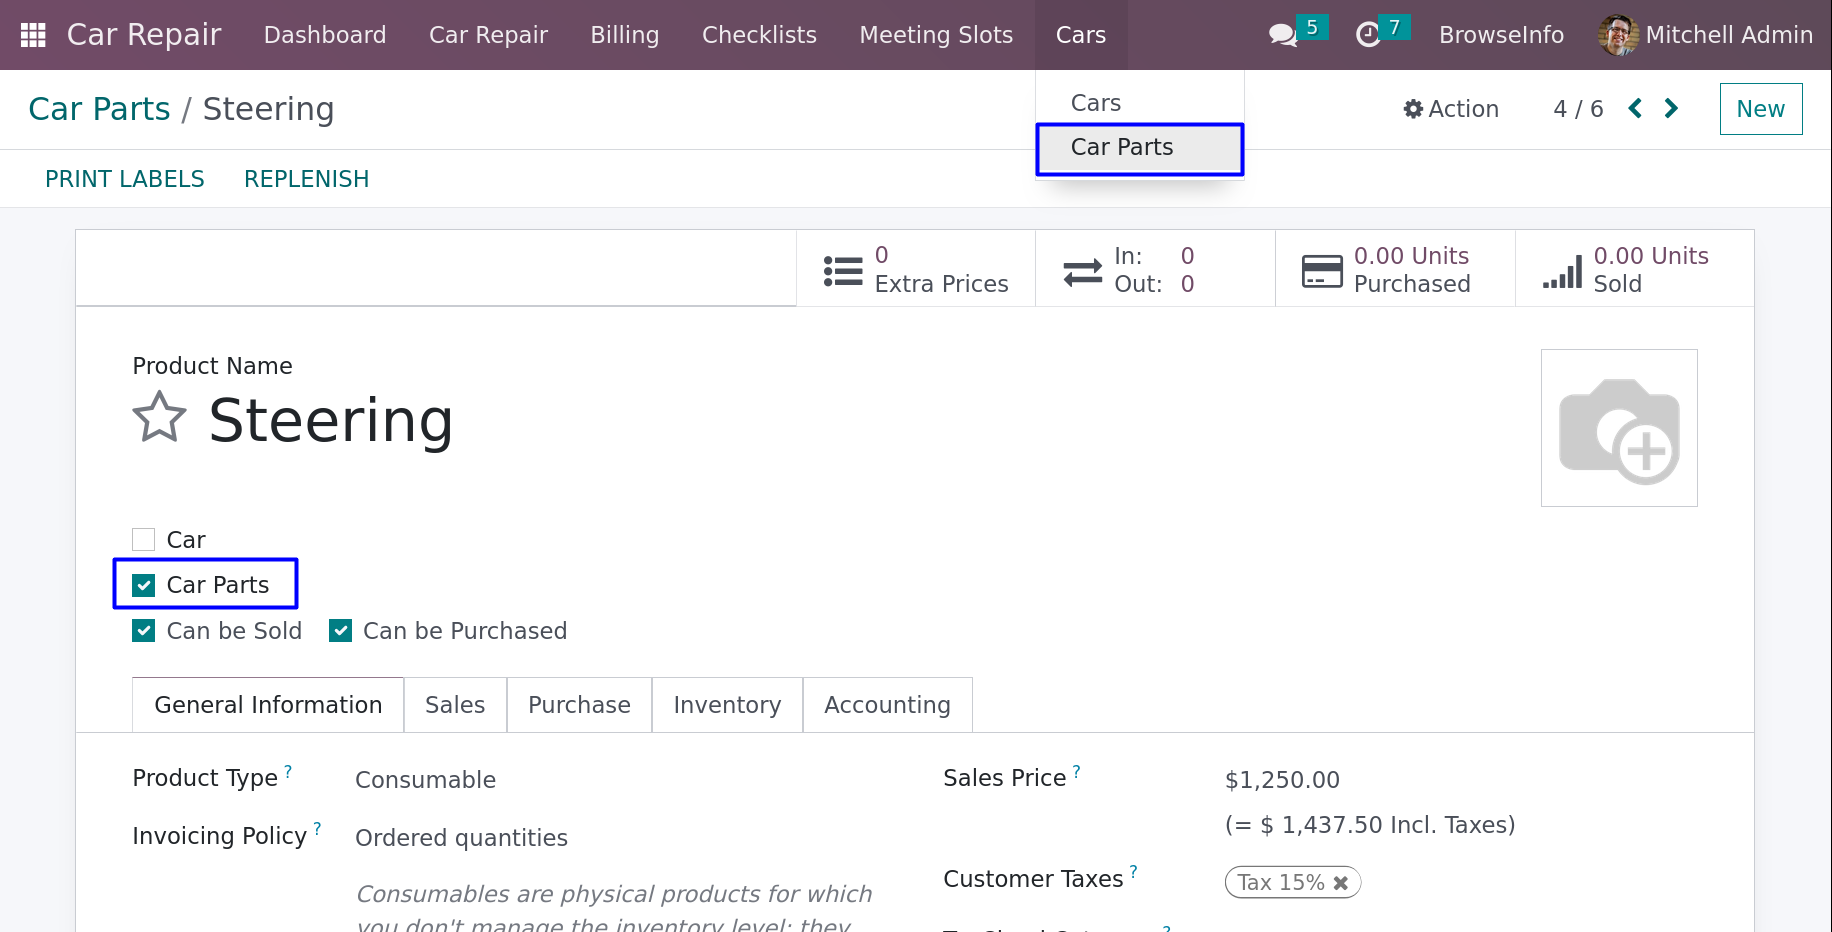 Car Repair Dashboard Car Repair Billing Checklists Meeting Slots Cars 5 7 BrowseInfo Mitchell Admin
Car Parts / Steering
Cars
Car Parts
Action 4 / 6 New
PRINT LABELS REPLENISH
0
Extra Prices
In: 0
Out: 0
0.00 Units
Purchased
0.00 Units
Sold
Product Name
Steering
Car
Car Parts
Can be Sold Can be Purchased
General Information Sales Purchase Inventory Accounting
Product Type ? Consumable
Invoicing Policy ? Ordered quantities
Consumables are physical products for which
you don't manage the inventory level: they
Sales Price ? $1,250.00
(= $ 1,437.50 Incl. Taxes)
Customer Taxes ? Tax 15%